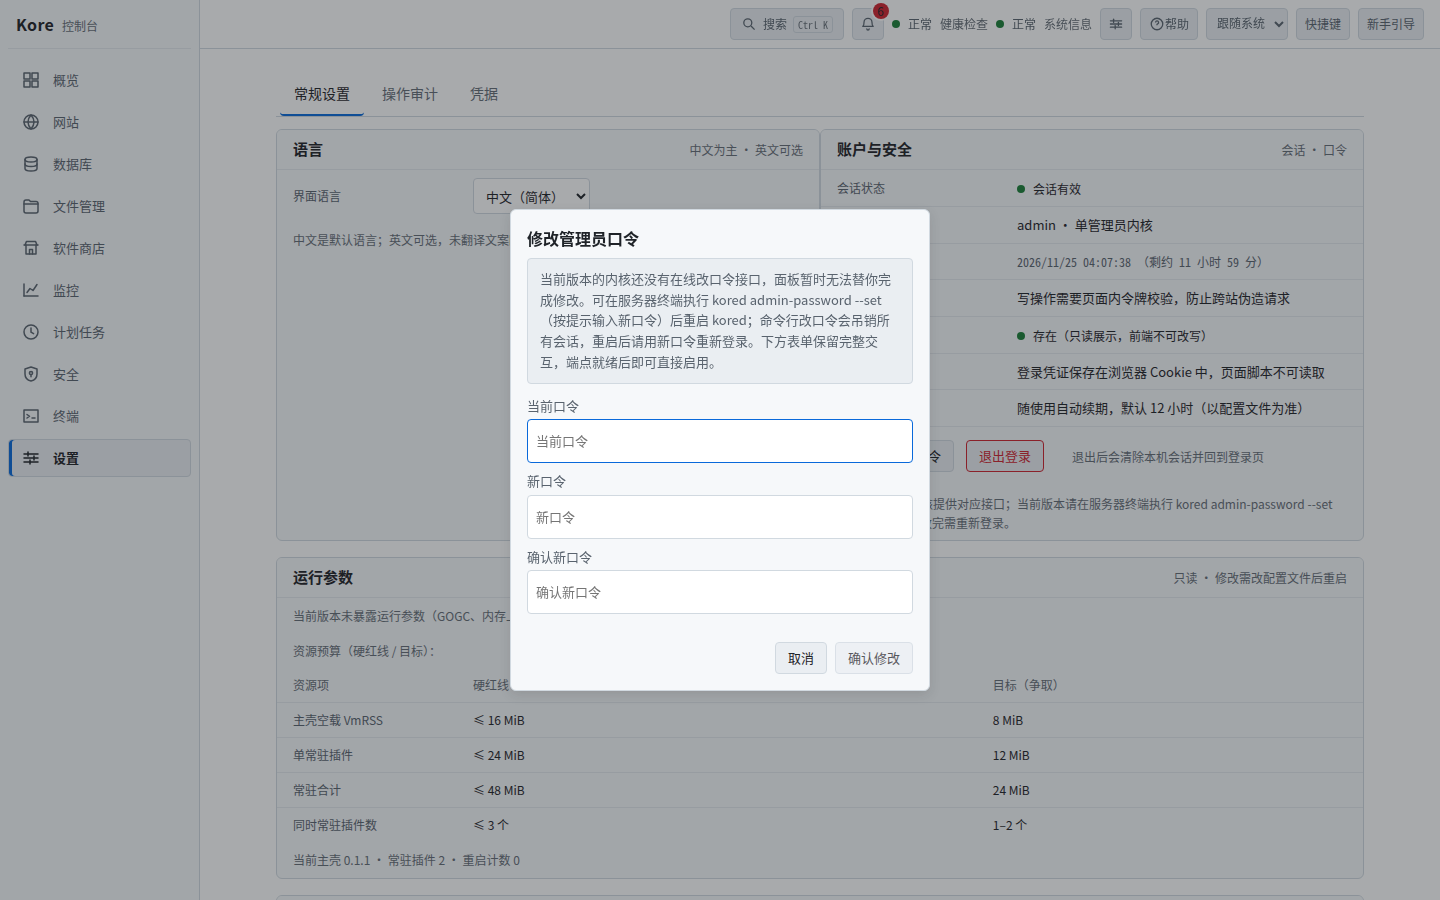 Kore 控制台
搜索 Ctrl K
6
正常 健康检查
正常 系统信息
帮助
跟随系统
快捷键
新手引导
概览
网站
数据库
文件管理
软件商店
监控
计划任务
安全
终端
设置
常规设置 操作审计 凭据
语言 中文为主 · 英文可选
界面语言 中文（简体）
中文是默认语言；英文可选，未翻译文案
账户与安全 会话 · 口令
会话状态 会话有效
admin · 单管理员内核
2026/11/25 04:07:38 （剩约 11 小时 59 分）
写操作需要页面内令牌校验，防止跨站伪造请求
存在（只读展示，前端不可改写）
登录凭证保存在浏览器 Cookie 中，页面脚本不可读取
随使用自动续期，默认 12 小时（以配置文件为准）
令 退出登录 退出后会清除本机会话并回到登录页
提供对应接口；当前版本请在服务器终端执行 kored admin-password --set
完需重新登录。
修改管理员口令
当前版本的内核还没有在线改口令接口，面板暂时无法替你完
成修改。可在服务器终端执行 kored admin-password --set
（按提示输入新口令）后重启 kored；命令行改口令会吊销所
有会话，重启后请用新口令重新登录。下方表单保留完整交
互，端点就绪后即可直接启用。
当前口令
当前口令
新口令
新口令
确认新口令
确认新口令
取消 确认修改
运行参数 只读 · 修改需改配置文件后重启
当前版本未暴露运行参数（GOGC、内存
资源预算（硬红线 / 目标）：
资源项 硬红线 目标（争取）
主壳空载 VmRSS ≤ 16 MiB 8 MiB
单常驻插件 ≤ 24 MiB 12 MiB
常驻合计 ≤ 48 MiB 24 MiB
同时常驻插件数 ≤ 3 个 1–2 个
当前主壳 0.1.1 · 常驻插件 2 · 重启计数 0